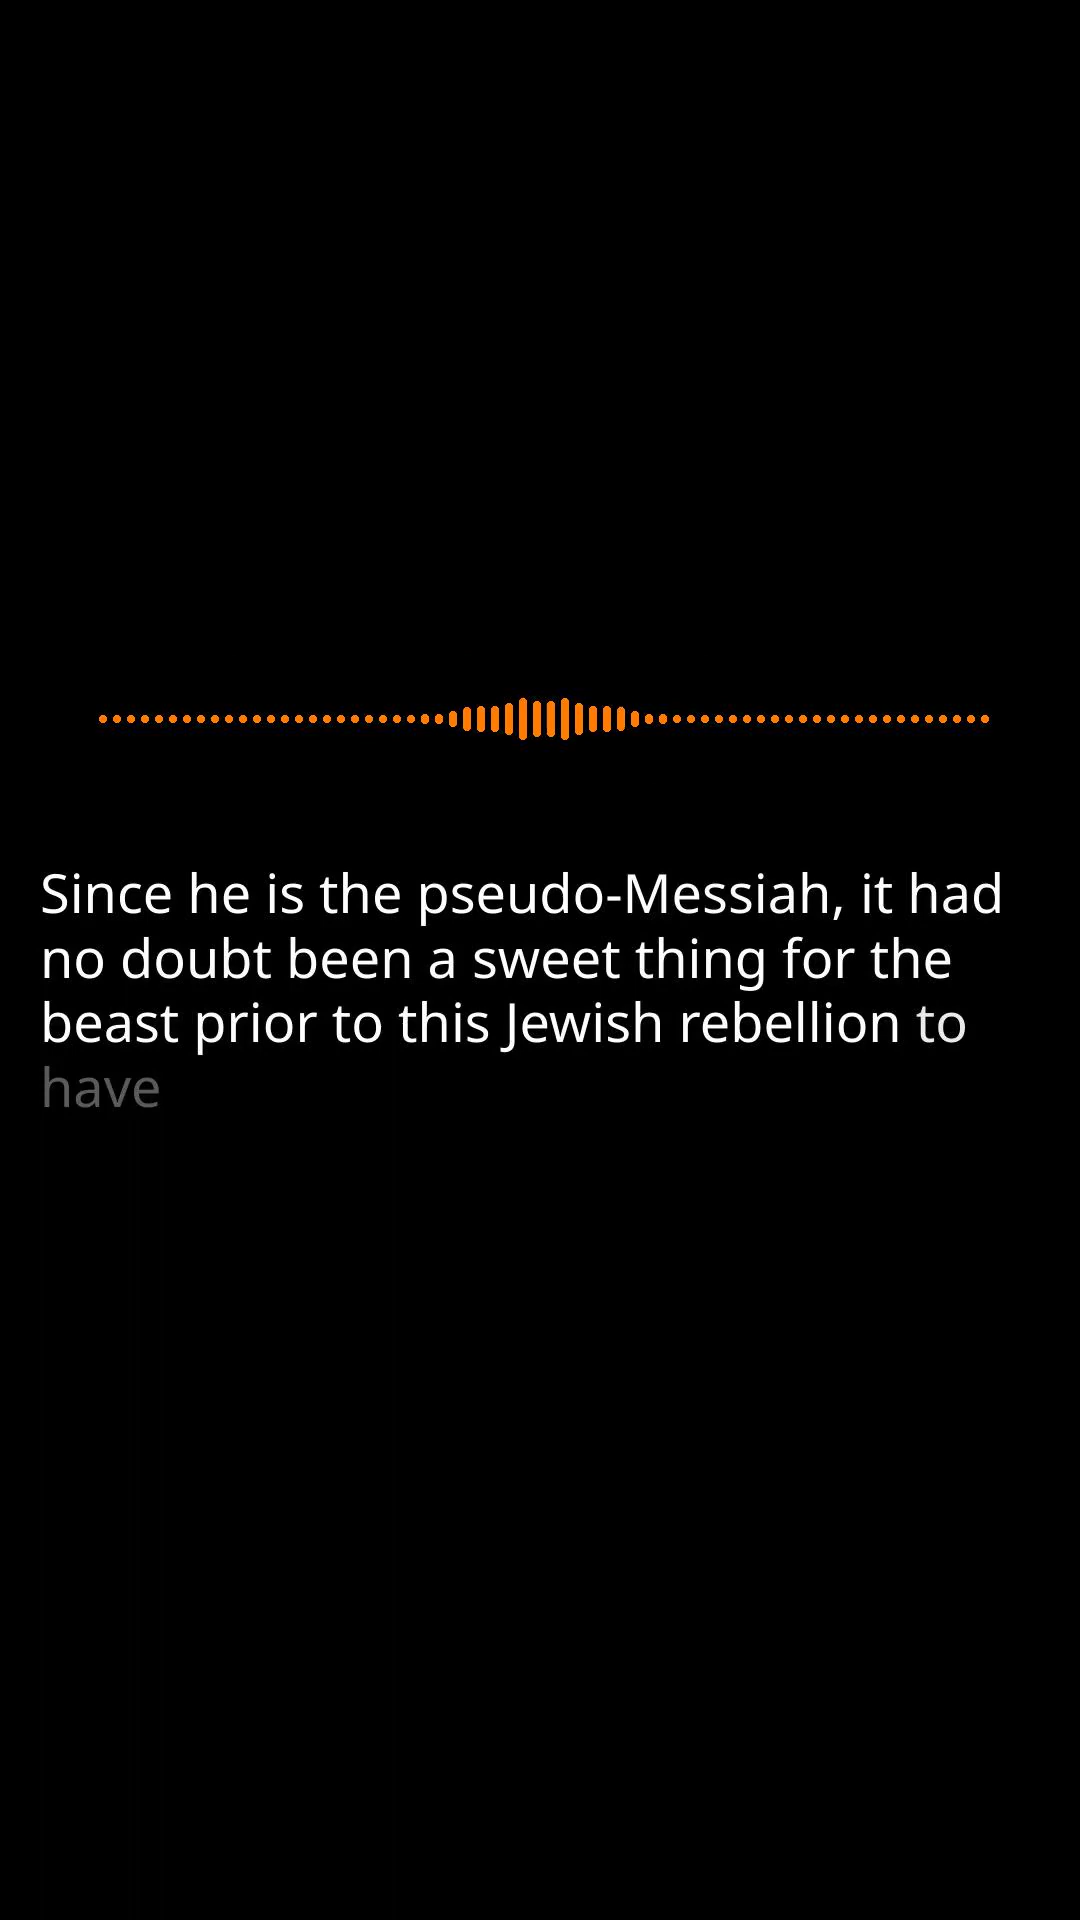 Since he is the pseudo-Messiah, it had
no doubt been a sweet thing for the
beast prior to this Jewish rebellion to
have